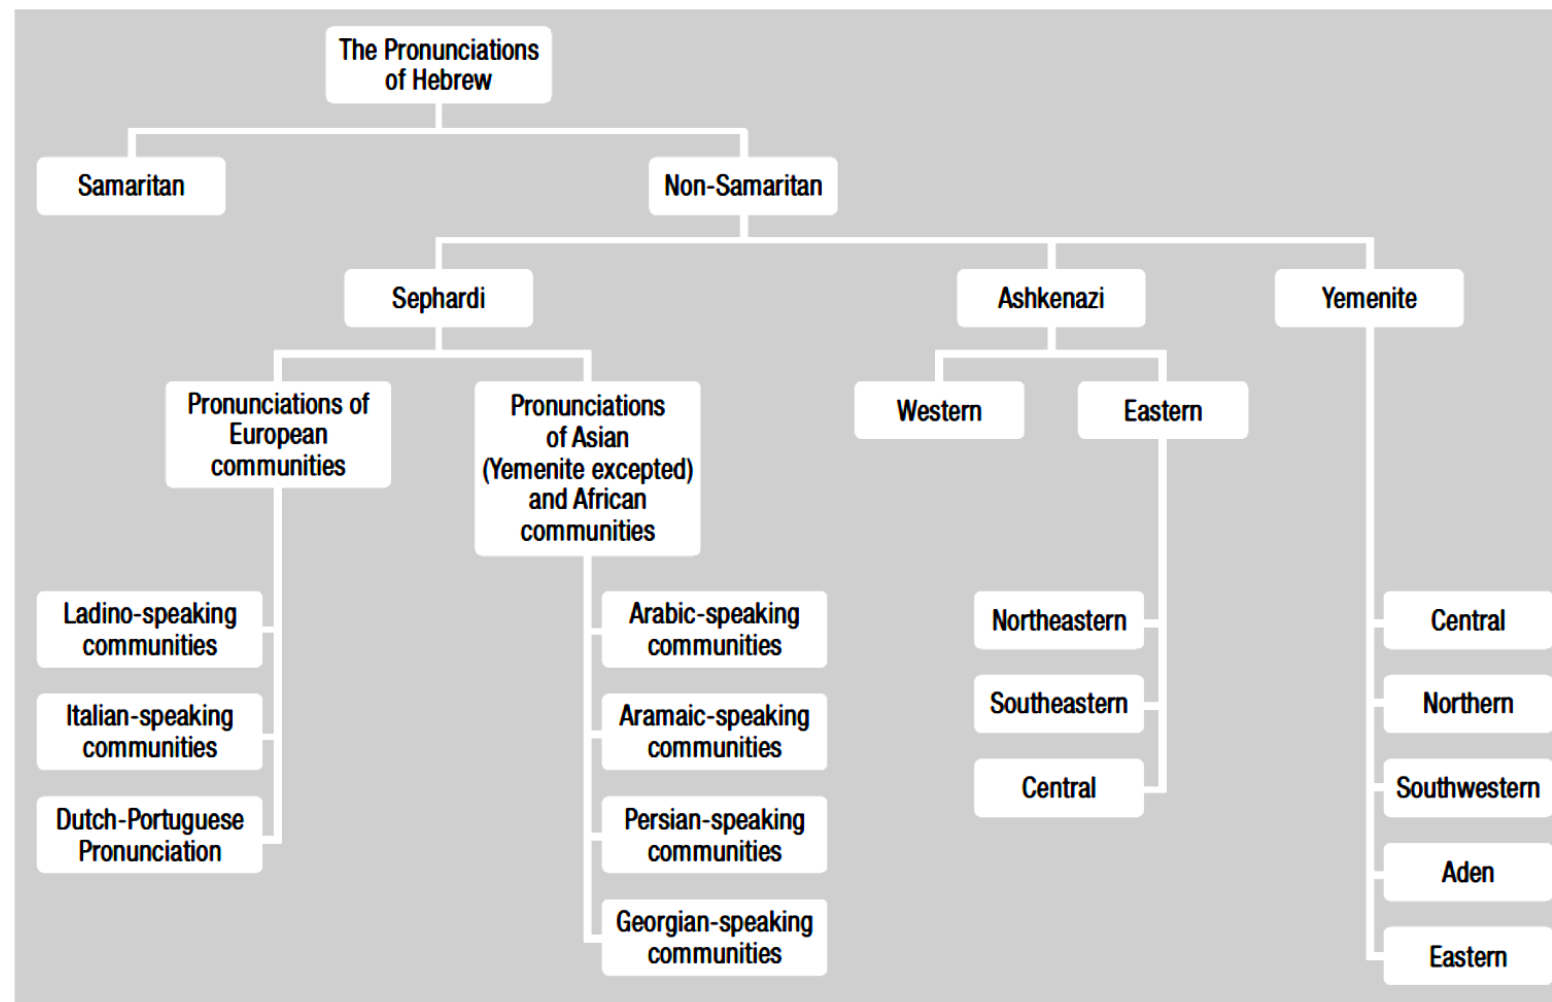 The Pronunciations
of Hebrew
Samaritan
Non-Samaritan
Sephardi
Ashkenazi
Yemenite
Pronunciations of
European
communities
Pronunciations
of Asian
(Yemenite excepted)
and African
communities
Western
Eastern
Ladino-speaking
communities
Italian-speaking
communities
Dutch-Portuguese
Pronunciation
Arabic-speaking
communities
Aramaic-speaking
communities
Persian-speaking
communities
Georgian-speaking
communities
Northeastern
Southeastern
Central
Central
Northern
Southwestern
Aden
Eastern